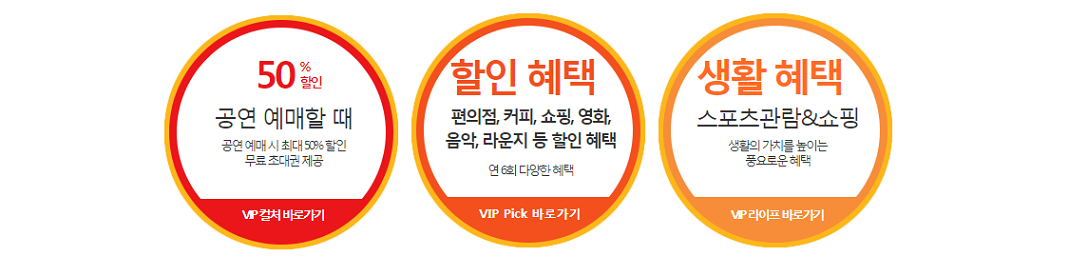 50% 할인
공연 예매할 때
공연 예매 시 최대 50% 할인
무료 초대권 제공
VIP 컬처 바로가기
할인 혜택
편의점, 커피, 쇼핑, 영화,
음악, 라운지 등 할인 혜택
연 6회 다양한 혜택
VIP Pick 바로가기
생활 혜택
스포츠관람&쇼핑
생활의 가치를 높이는
풍요로운 혜택
VIP 라이프 바로가기